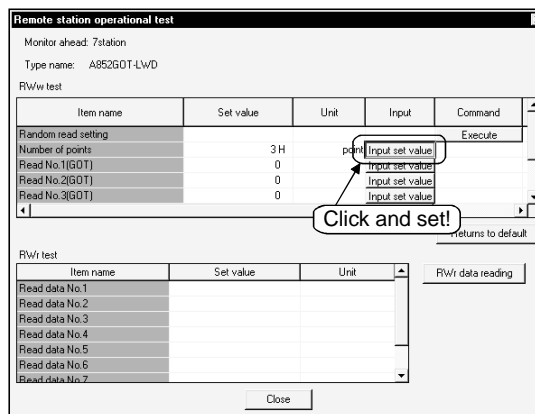 Remote station operational test
Monitor ahead: 7station
Type name: A852GOT-LWD
RWw test
Item name Set value Unit Input Command
Random read setting Execute
Number of points 3 H point Input set value
Read No.1(GOT) 0 Input set value
Read No.2(GOT) 0 Input set value
Read No.3(GOT) 0 Input set value
Click and set!
Returns to default
RWr test
Item name Set value Unit
RWr data reading
Read data No.1
Read data No.2
Read data No.3
Read data No.4
Read data No.5
Read data No.6
Read data No.7
Close